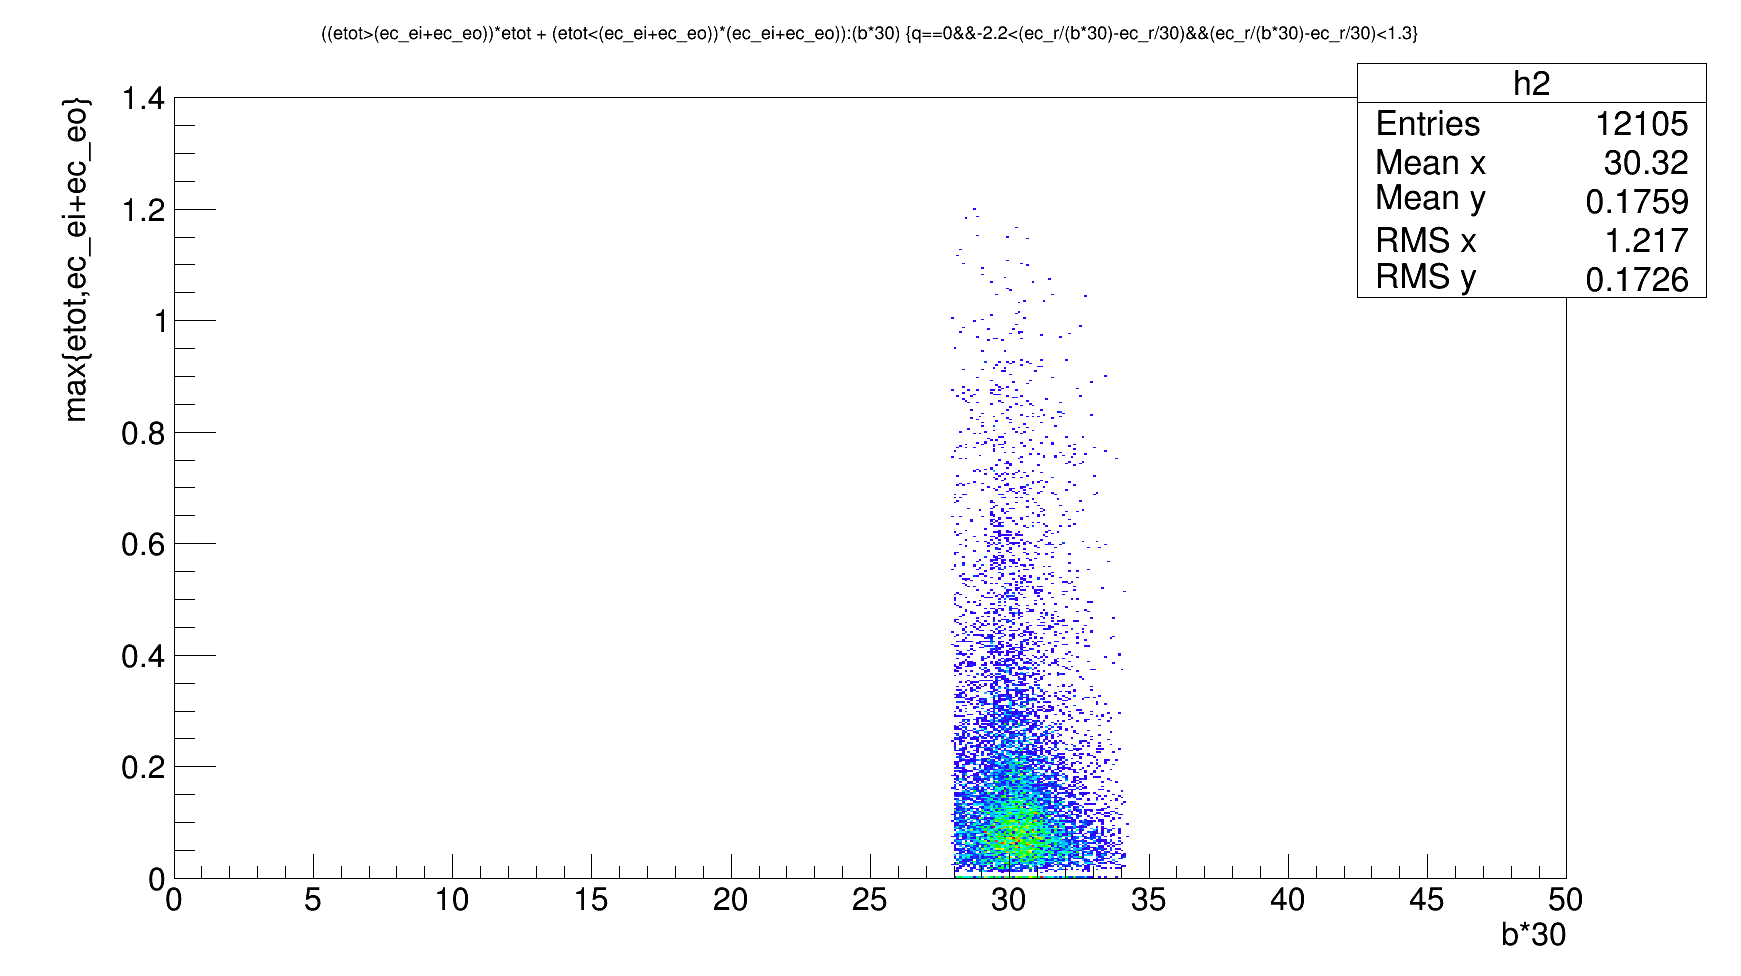 ((etot>(ec_ei+ec_eo))*etot + (etot<(ec_ei+ec_eo))*(ec_ei+ec_eo)):(b*30) {q==0&&-2.2<(ec_r/(b*30)-ec_r/30)&&(ec_r/(b*30)-ec_r/30)<1.3}
h2
Entries 12105
Mean x 30.32
Mean y 0.1759
RMS x 1.217
RMS y 0.1726
max{etot,ec_ei+ec_eo}
1.4
1.2
1
0.8
0.6
0.4
0.2
0
0 5 10 15 20 25 30 35 40 45 50
b*30